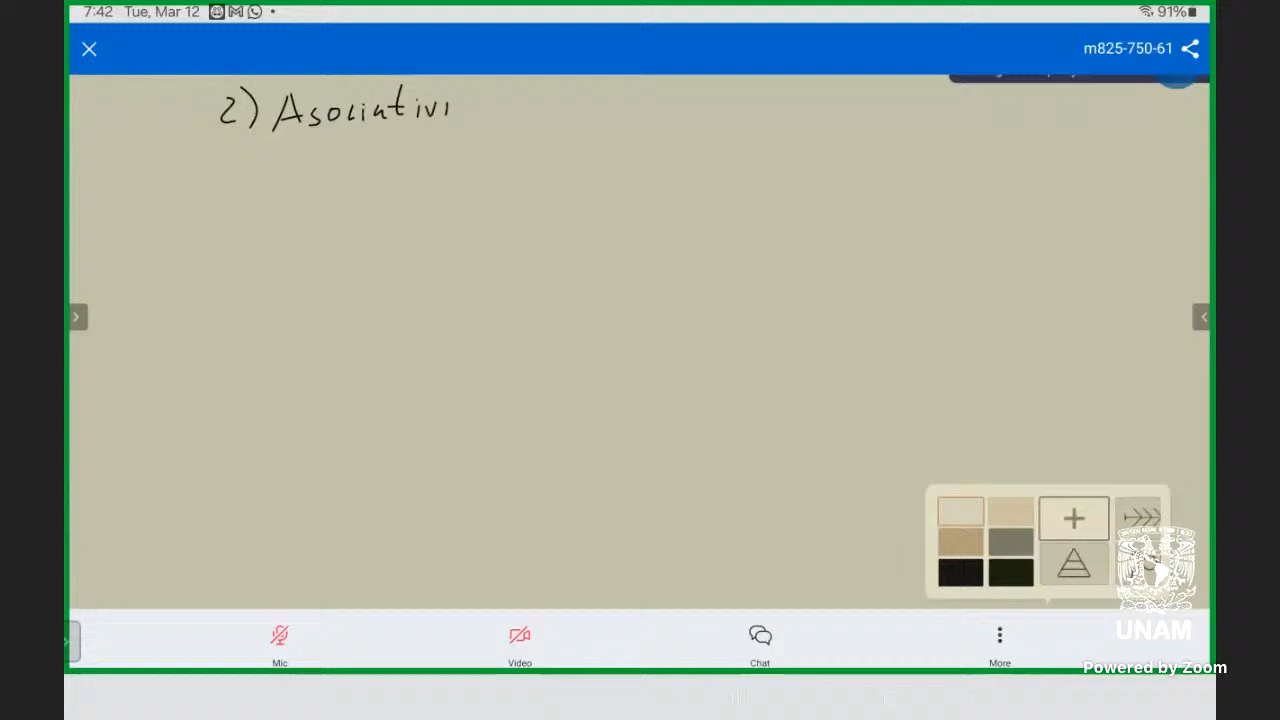 7:42 Tue, Mar 12 91%
m825-750-61
2) Asociativi
Mic Video Chat More
UNAM
Powered by Zoom